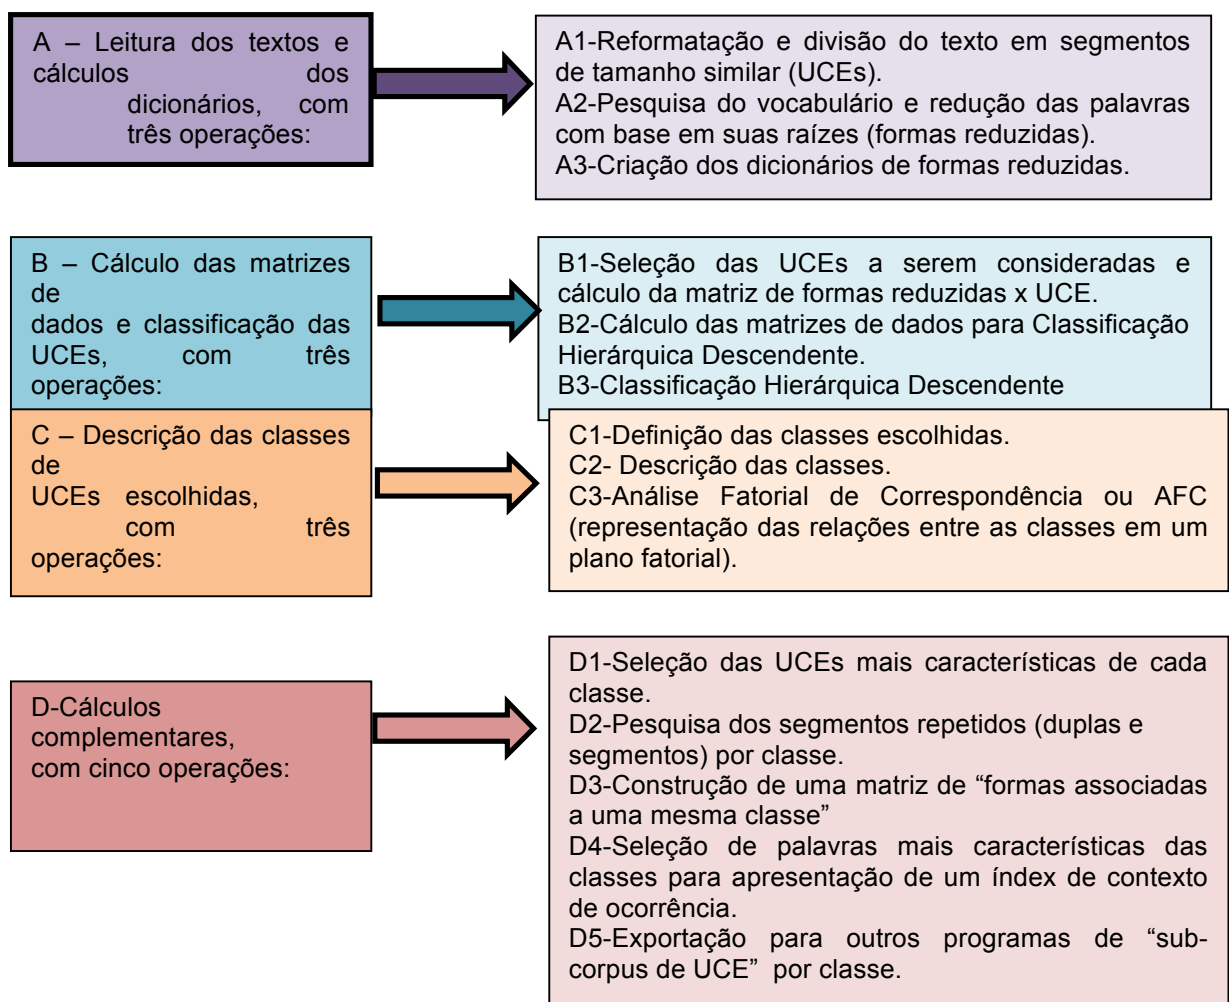 A – Leitura dos textos e
cálculos dos
dicionários, com
três operações:
A1-Reformatação e divisão do texto em segmentos
de tamanho similar (UCEs).
A2-Pesquisa do vocabulário e redução das palavras
com base em suas raízes (formas reduzidas).
A3-Criação dos dicionários de formas reduzidas.
B – Cálculo das matrizes
de
dados e classificação das
UCEs, com três
operações:
B1-Seleção das UCEs a serem consideradas e
cálculo da matriz de formas reduzidas x UCE.
B2-Cálculo das matrizes de dados para Classificação
Hierárquica Descendente.
B3-Classificação Hierárquica Descendente
C – Descrição das classes
de
UCEs escolhidas,
com três
operações:
C1-Definição das classes escolhidas.
C2- Descrição das classes.
C3-Análise Fatorial de Correspondência ou AFC
(representação das relações entre as classes em um
plano fatorial).
D-Cálculos
complementares,
com cinco operações:
D1-Seleção das UCEs mais características de cada
classe.
D2-Pesquisa dos segmentos repetidos (duplas e
segmentos) por classe.
D3-Construção de uma matriz de “formas associadas
a uma mesma classe”
D4-Seleção de palavras mais características das
classes para apresentação de um índex de contexto
de ocorrência.
D5-Exportação para outros programas de “sub-
corpus de UCE” por classe.